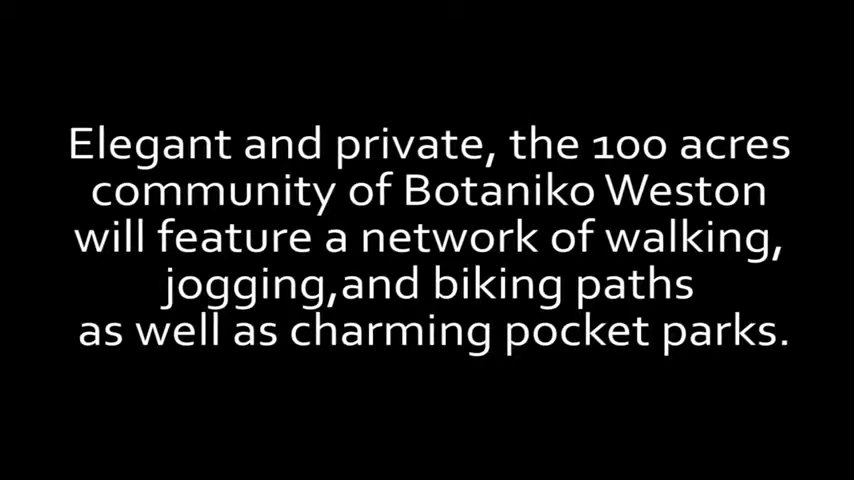 Elegant and private, the 100 acres
community of Botaniko Weston
will feature a network of walking,
jogging,and biking paths
as well as charming pocket parks.